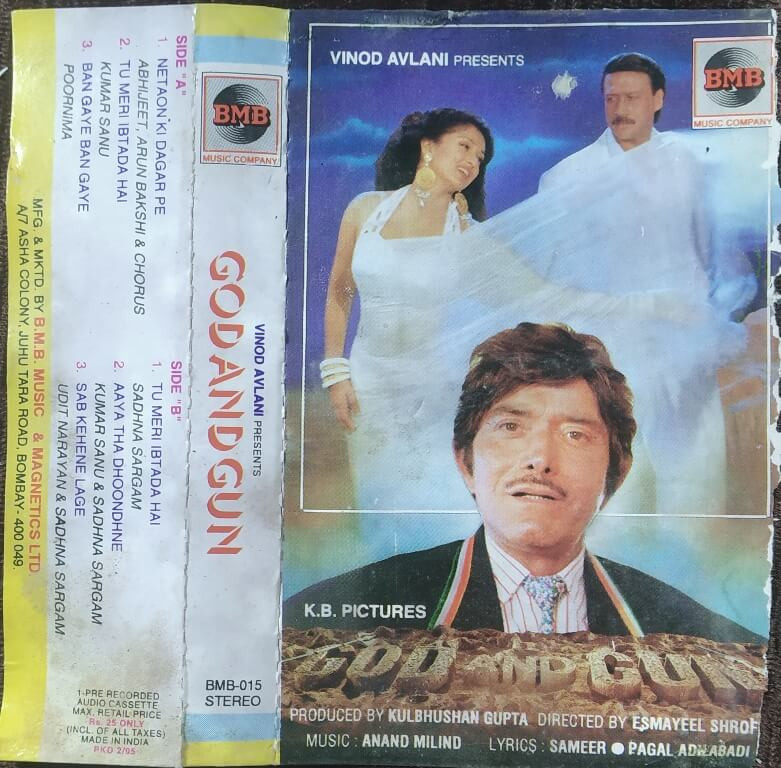 SIDE "A"
1. NETAON KI DAGAR PE
ABHIJEET, ARUN BAKSHI & CHORUS
2. TU MERI IBTADA HAI
KUMAR SANU
3. BAN GAYE BAN GAYE
POORNIMA
SIDE "B"
1. TU MERI IBTADA HAI
SADHNA SARGAM
2. AAYA THA DHOONDHNE
KUMAR SANU & SADHNA SARGAM
3. SAB KEHENE LAGE
UDIT NARAYAN & SADHNA SARGAM
MFG. & MKTD. BY B.M.B. MUSIC & MAGNETICS LTD.
A/7 ASHA COLONY, JUHU TARA ROAD, BOMBAY- 400 049.
1-PRE RECORDED
AUDIO CASSETTE
MAX. RETAIL PRICE
Rs. 25 ONLY
(INCL. OF ALL TAXES)
MADE IN INDIA
PKD 2/95
BMB
MUSIC COMPANY
VINOD AVLANI PRESENTS
GOD AND GUN
BMB-015
STEREO
VINOD AVLANI PRESENTS
BMB
MUSIC COMPANY
K.B. PICTURES
GOD AND GUN
PRODUCED BY KULBHUSHAN GUPTA DIRECTED BY ESMAYEEL SHROF
MUSIC : ANAND MILIND LYRICS : SAMEER ● PAGAL ADILABADI